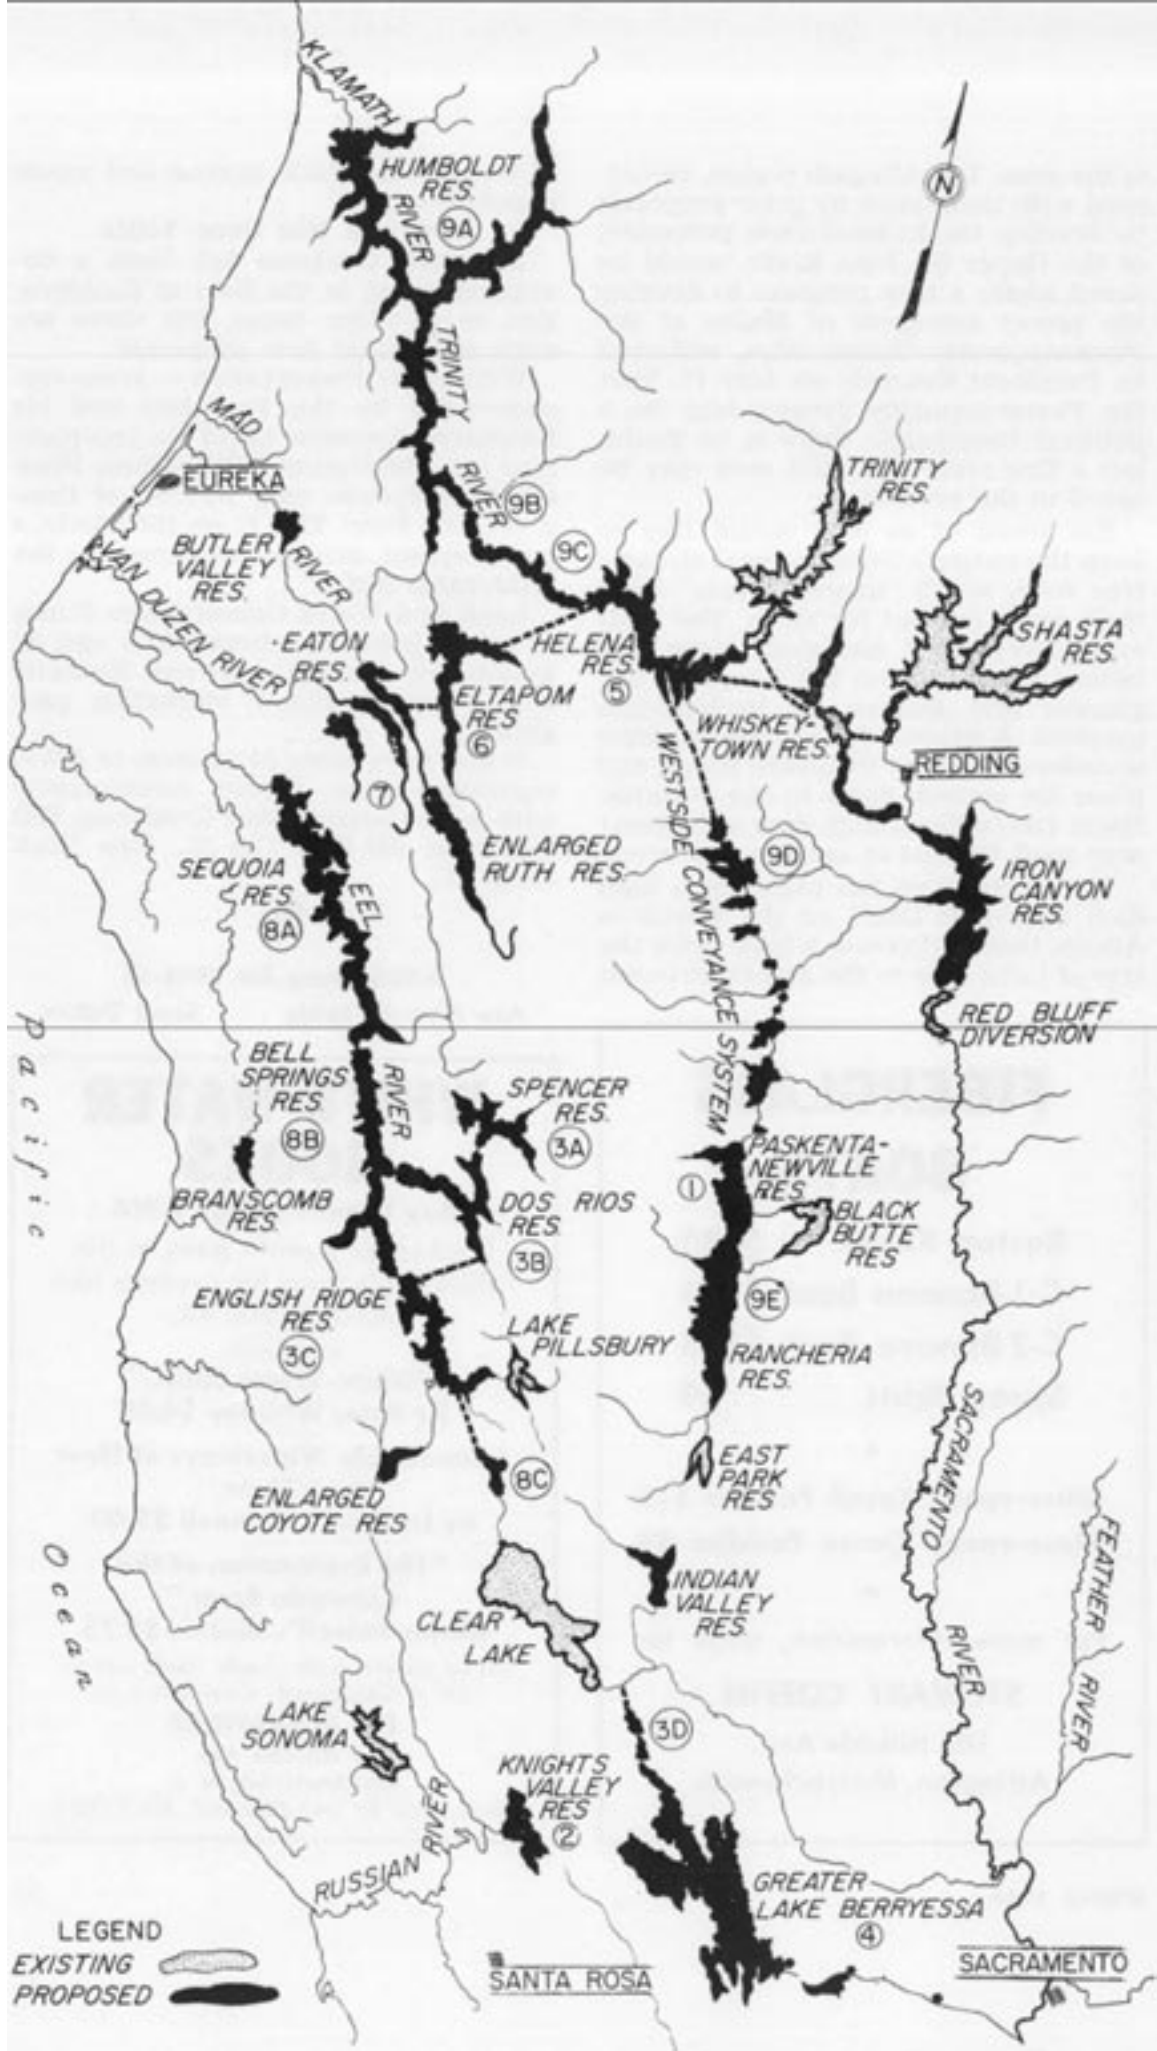 KLAMATH
RIVER
HUMBOLDT
RES.
9A
N
TRINITY
RIVER
MAD
RIVER
EUREKA
9B
TRINITY
RES.
BUTLER
VALLEY
RES.
9C
VAN DUZEN RIVER
EATON
RES.
HELENA
RES.
5
SHASTA
RES.
ELTAPOM
RES
6
WHISKEY-
TOWN RES.
REDDING
7
WESTSIDE CONVEYANCE SYSTEM
ENLARGED
RUTH RES.
9D
SEQUOIA
RES.
8A
EEL
RIVER
IRON
CANYON
RES.
RED BLUFF
DIVERSION
Pacific
Ocean
BELL
SPRINGS
RES.
8B
SPENCER
RES.
3A
BRANSCOMB
RES.
DOS RIOS
RES.
3B
1
PASKENTA-
NEWVILLE
RES.
BLACK
BUTTE
RES
9E
ENGLISH RIDGE
RES.
3C
LAKE
PILLSBURY
RANCHERIA
RES.
SACRAMENTO
RIVER
EAST
PARK
RES
8C
ENLARGED
COYOTE RES
FEATHER
RIVER
INDIAN
VALLEY
RES.
CLEAR
LAKE
LAKE
SONOMA
3D
KNIGHTS
VALLEY
RES
2
RUSSIAN
RIVER
GREATER
LAKE BERRYESSA
4
LEGEND
EXISTING
PROPOSED
SANTA ROSA
SACRAMENTO